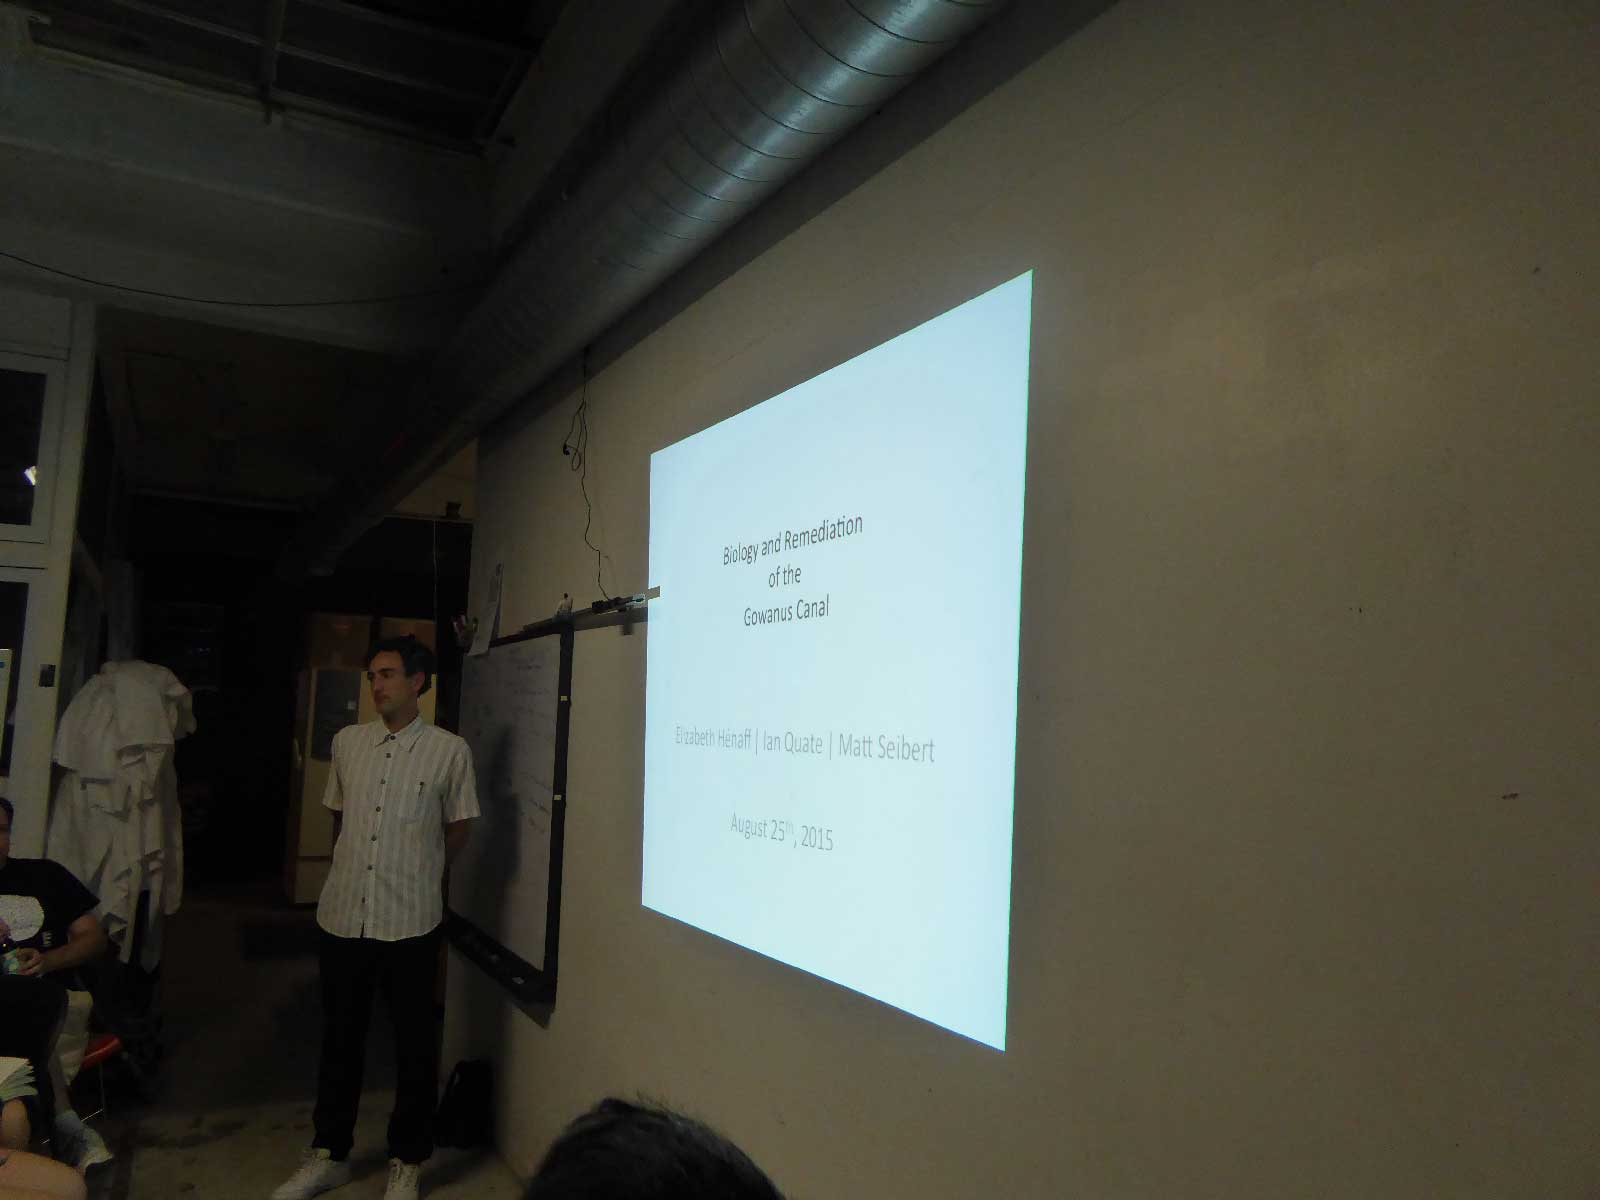 Biology and Remediation
of the
Gowanus Canal
Elizabeth Hénaff | Ian Quate | Matt Seibert
August 25th, 2015